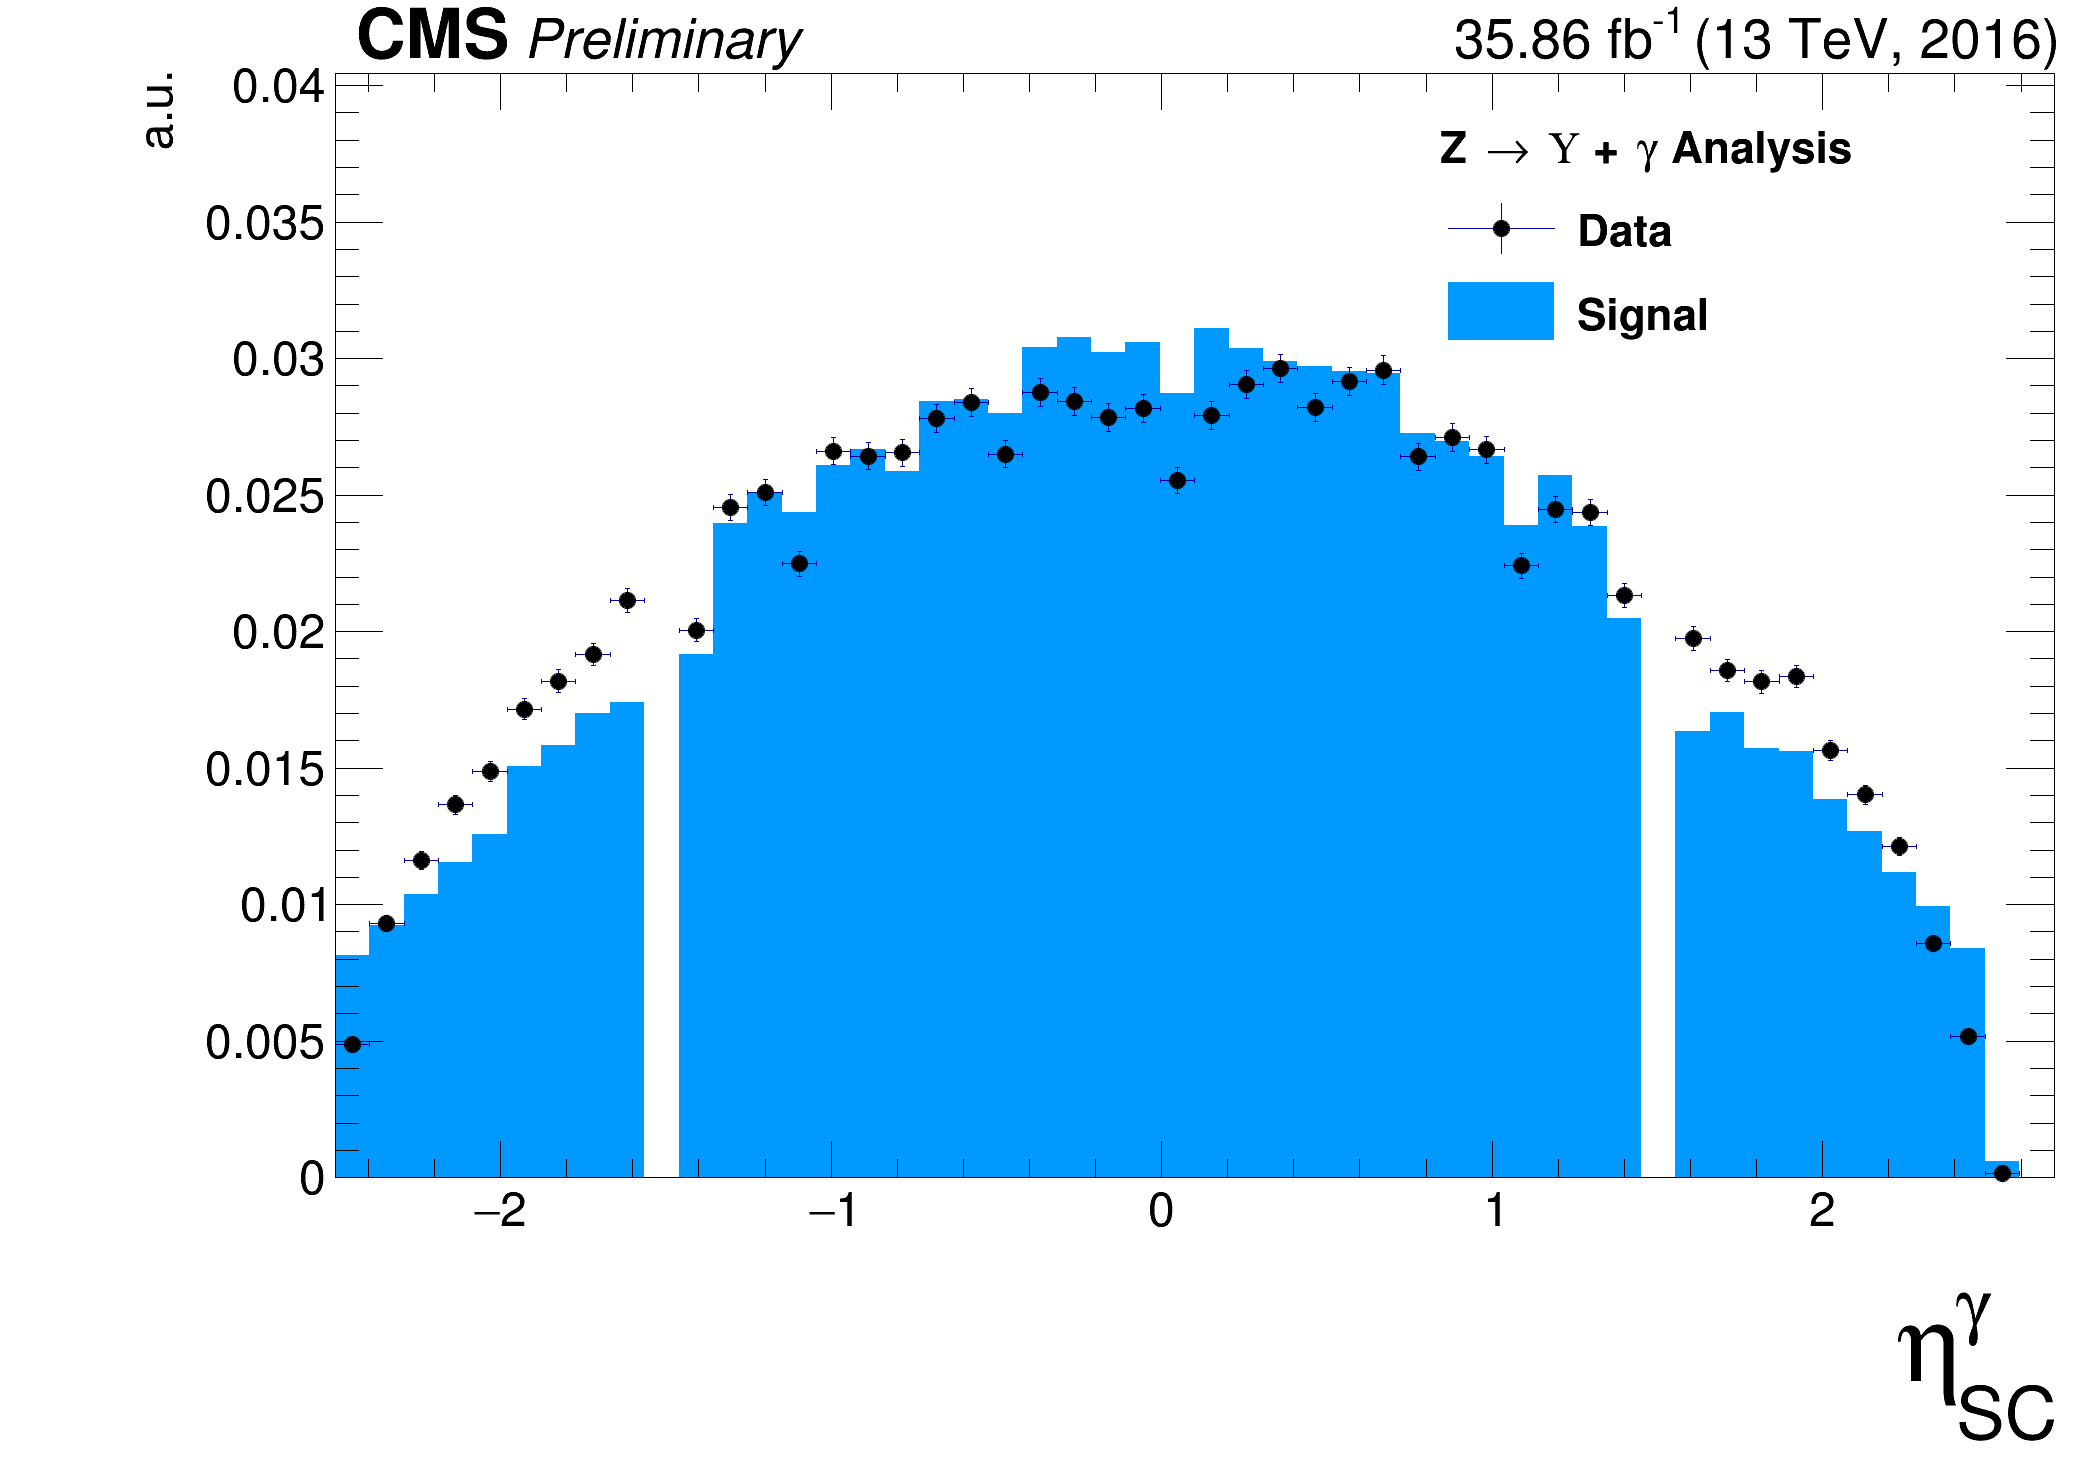 CMS Preliminary 35.86 fb⁻¹ (13 TeV, 2016)
a.u.
0.04
0.035
0.03
0.025
0.02
0.015
0.01
0.005
0
Z → Υ + γ Analysis
Data
Signal
−2 −1 0 1 2
η^γ_SC